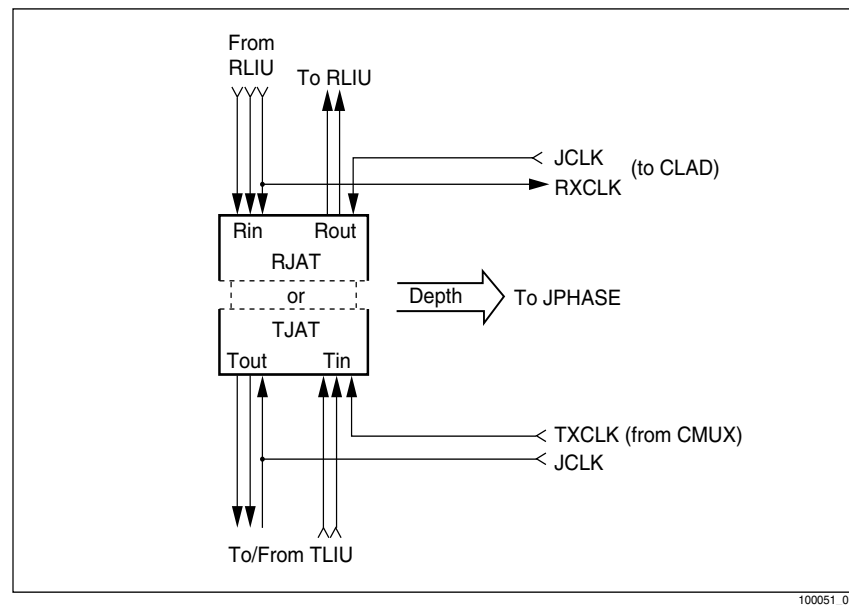 From
RLIU
To RLIU
JCLK
(to CLAD)
RXCLK
Rin
Rout
RJAT
or
Depth
To JPHASE
TJAT
Tout
Tin
TXCLK (from CMUX)
JCLK
To/From TLIU